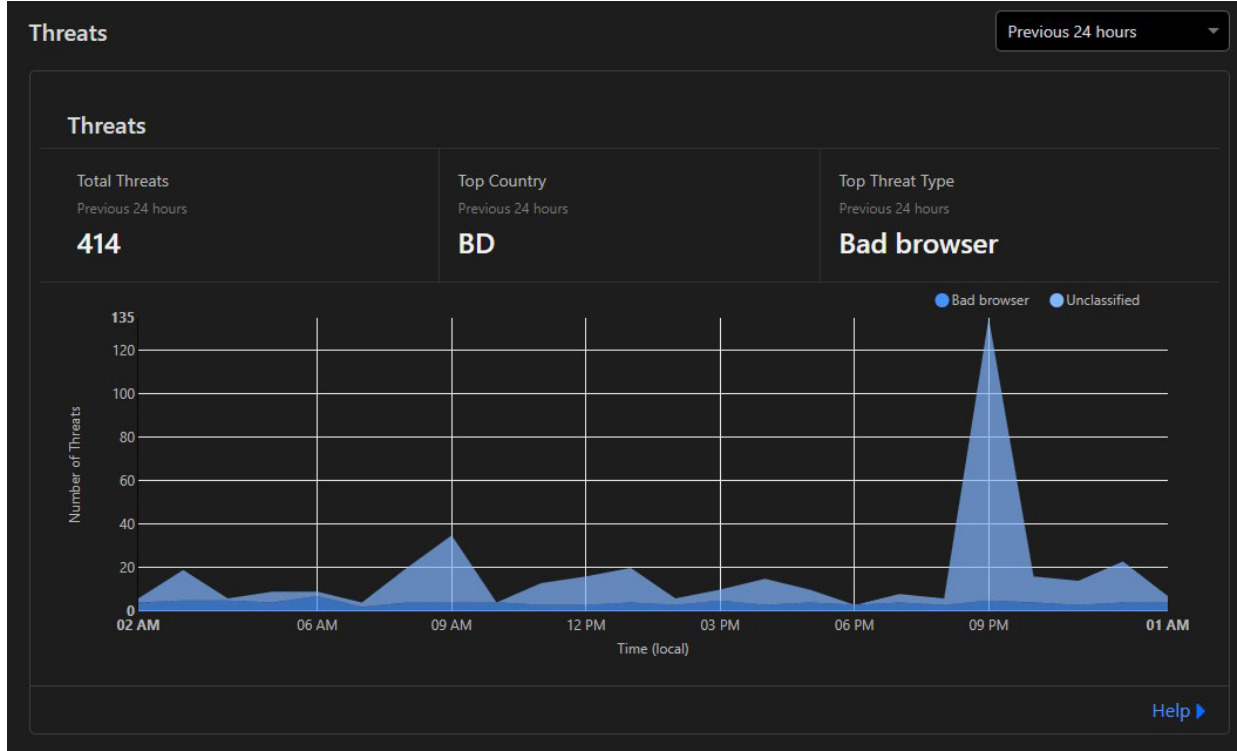 Threats
Previous 24 hours
Threats
Total Threats
Previous 24 hours
414
Top Country
Previous 24 hours
BD
Top Threat Type
Previous 24 hours
Bad browser
Bad browser
Unclassified
Number of Threats
135
120
100
80
60
40
20
0
02 AM
06 AM
09 AM
12 PM
03 PM
06 PM
09 PM
01 AM
Time (local)
Help